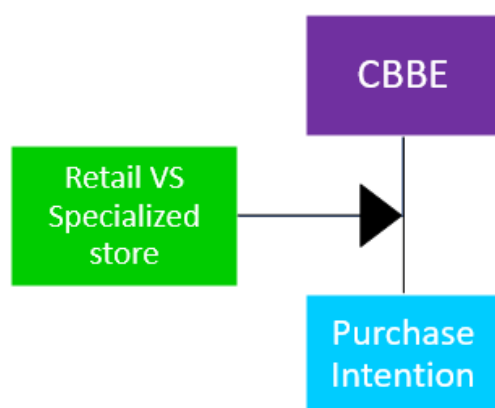 CBBE
Retail VS
Specialized
store
Purchase
Intention